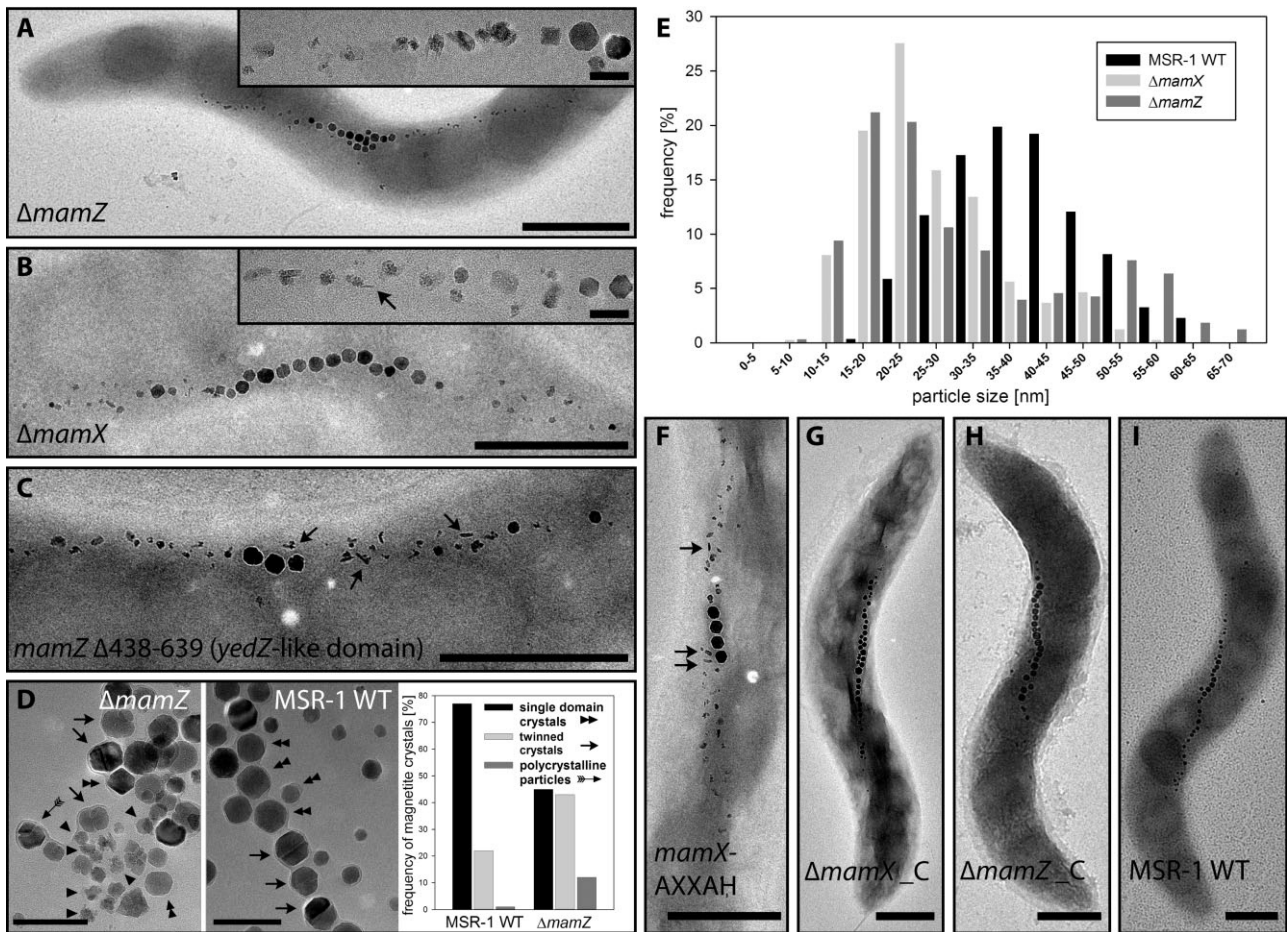 A
ΔmamZ
B
ΔmamX
C
mamZ Δ438-639 (yedZ-like domain)
D
ΔmamZ
MSR-1 WT
frequency of magnetite crystals [%]
80
70
60
50
40
30
20
10
0
single domain
crystals
twinned
crystals
polycrystalline
particles
MSR-1 WT
ΔmamZ
E
frequency [%]
30
25
20
15
10
5
0
MSR-1 WT
ΔmamX
ΔmamZ
0-5
5-10
10-15
15-20
20-25
25-30
30-35
35-40
40-45
45-50
50-55
55-60
60-65
65-70
particle size [nm]
F
mamX-
AXXAH
G
ΔmamX_C
H
ΔmamZ_C
I
MSR-1 WT